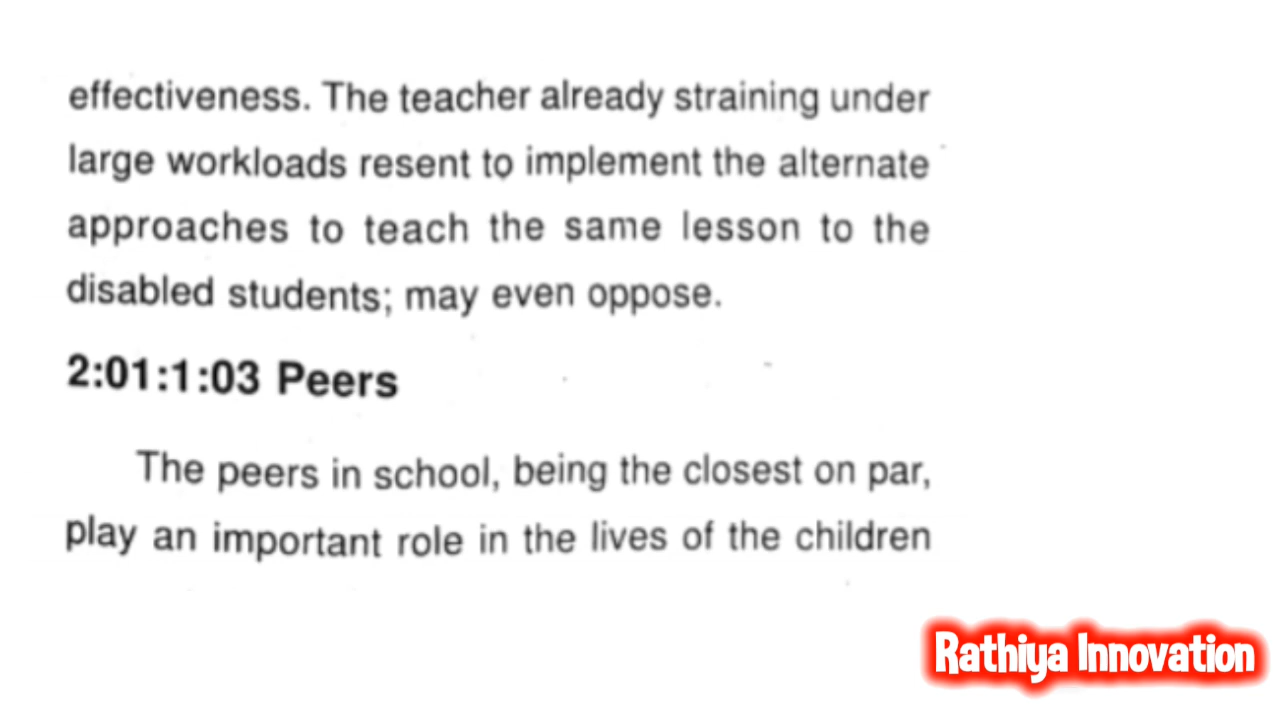 effectiveness. The teacher already straining under
large workloads resent to implement the alternate
approaches to teach the same lesson to the
disabled students; may even oppose.
2:01:1:03 Peers
The peers in school, being the closest on par,
play an important role in the lives of the children
Rathiya Innovation